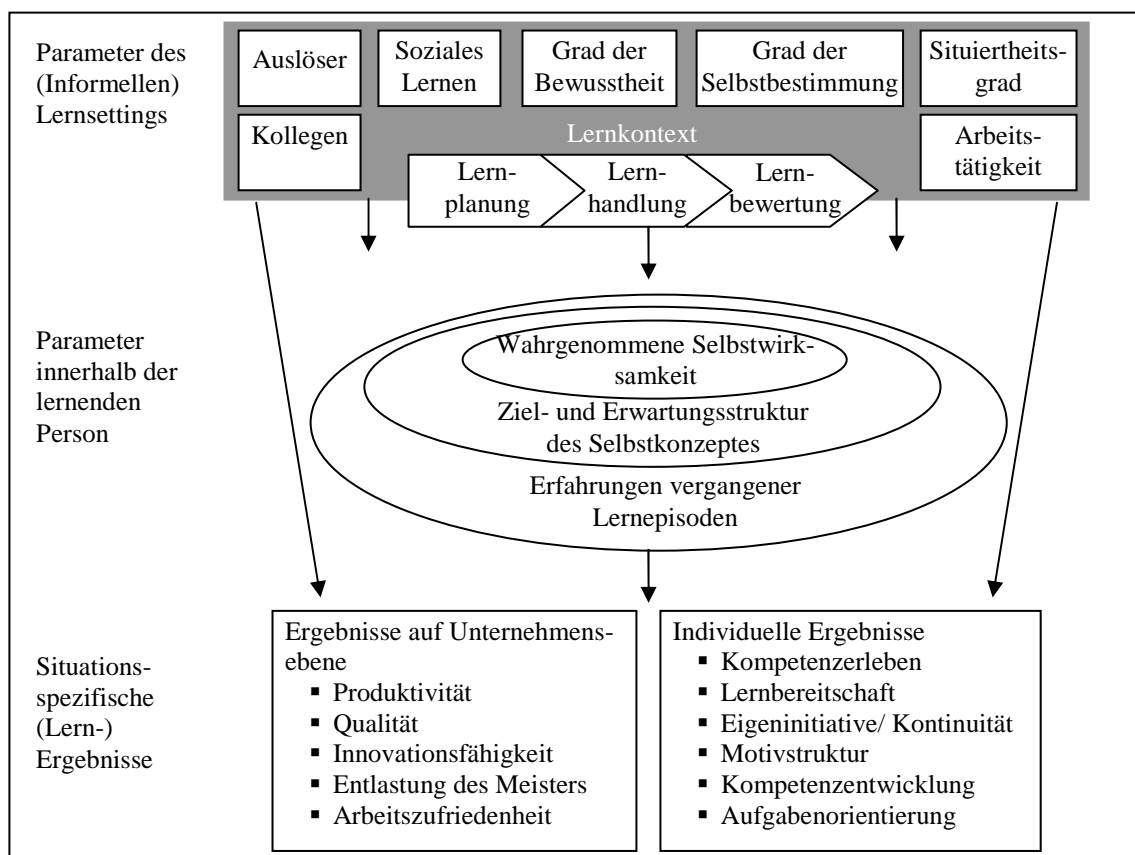 Parameter des
(Informellen)
Lernsettings
Auslöser
Soziales
Lernen
Grad der
Bewusstheit
Grad der
Selbstbestimmung
Situiertheits-
grad
Kollegen
Lernkontext
Arbeits-
tätigkeit
Lern-
planung
Lern-
handlung
Lern-
bewertung
Parameter
innerhalb der
lernenden
Person
Wahrgenommene Selbstwirk-
samkeit
Ziel- und Erwartungsstruktur
des Selbstkonzeptes
Erfahrungen vergangener
Lernepisoden
Situations-
spezifische
(Lern-)
Ergebnisse
Ergebnisse auf Unternehmens-
ebene
▪ Produktivität
▪ Qualität
▪ Innovationsfähigkeit
▪ Entlastung des Meisters
▪ Arbeitszufriedenheit
Individuelle Ergebnisse
▪ Kompetenzerleben
▪ Lernbereitschaft
▪ Eigeninitiative/ Kontinuität
▪ Motivstruktur
▪ Kompetenzentwicklung
▪ Aufgabenorientierung